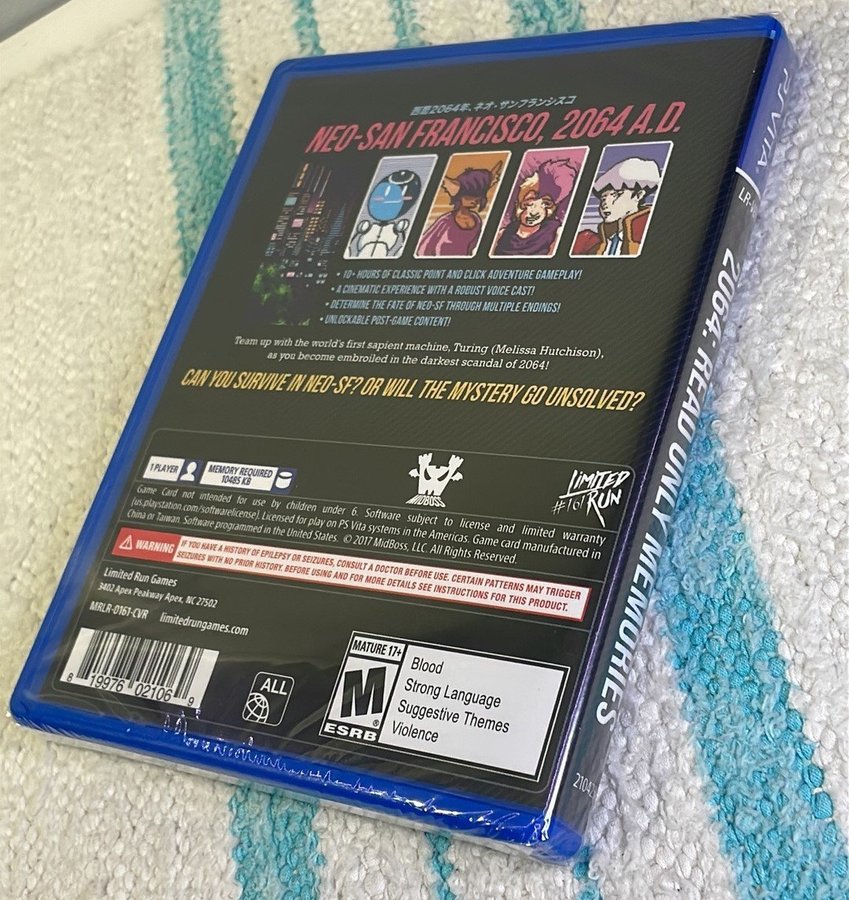 西暦2064年、ネオ・サンフランシスコ
NEO-SAN FRANCISCO, 2064 A.D.
• 10+ HOURS OF CLASSIC POINT AND CLICK ADVENTURE GAMEPLAY!
• A CINEMATIC EXPERIENCE WITH A ROBUST VOICE CAST!
• DETERMINE THE FATE OF NEO-SF THROUGH MULTIPLE ENDINGS!
• UNLOCKABLE POST-GAME CONTENT!
Team up with the world's first sapient machine, Turing (Melissa Hutchison),
as you become embroiled in the darkest scandal of 2064!
CAN YOU SURVIVE IN NEO-SF? OR WILL THE MYSTERY GO UNSOLVED?
1 PLAYER
MEMORY REQUIRED
10485 KB
MIDBOSS
LIMITED
#161 RUN
Game Card not intended for use by children under 6. Software subject to license and limited warranty
(us.playstation.com/softwarelicense). Licensed for play on PS Vita systems in the Americas. Game card manufactured in
China or Taiwan. Software programmed in the United States. © 2017 MidBoss, LLC. All Rights Reserved.
WARNING
IF YOU HAVE A HISTORY OF EPILEPSY OR SEIZURES, CONSULT A DOCTOR BEFORE USE. CERTAIN PATTERNS MAY TRIGGER
SEIZURES WITH NO PRIOR HISTORY. BEFORE USING AND FOR MORE DETAILS SEE INSTRUCTIONS FOR THIS PRODUCT.
Limited Run Games
3402 Apex Peakway Apex, NC 27502
MRLR-0161-CVR limitedrungames.com
8 19976 02106 9
ALL
MATURE 17+
M
ESRB
Blood
Strong Language
Suggestive Themes
Violence
PSVITA
2064: READ ONLY MEMORIES